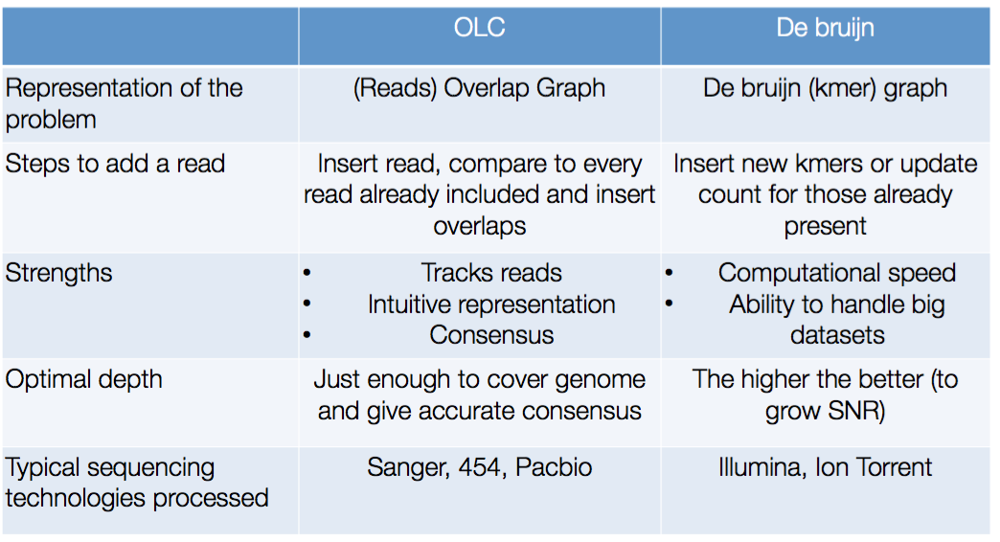 OLC
De bruijn
Representation of the
problem
(Reads) Overlap Graph
De bruijn (kmer) graph
Steps to add a read
Insert read, compare to every
read already included and insert
overlaps
Insert new kmers or update
count for those already
present
Strengths
• Tracks reads
• Intuitive representation
• Consensus
• Computational speed
• Ability to handle big
datasets
Optimal depth
Just enough to cover genome
and give accurate consensus
The higher the better (to
grow SNR)
Typical sequencing
technologies processed
Sanger, 454, Pacbio
Illumina, Ion Torrent